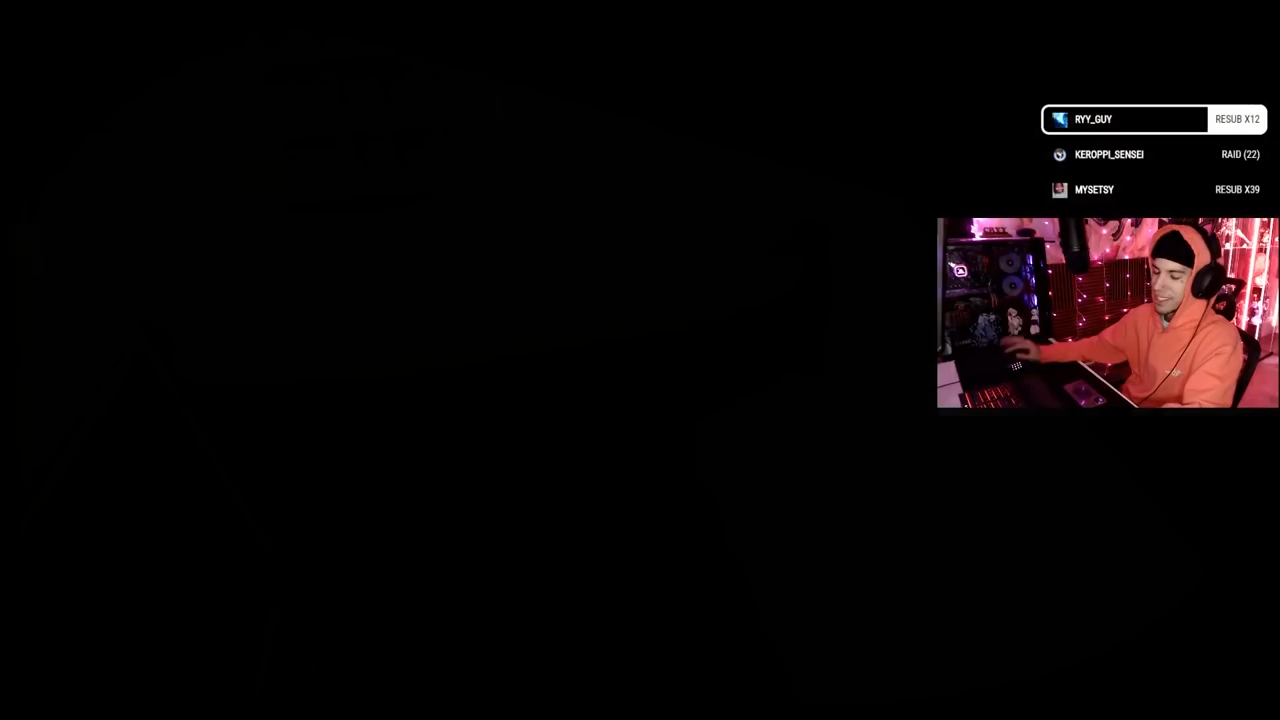 RYY_GUY RESUB X12
KEROPPI_SENSEI RAID (22)
MYSETSY RESUB X39